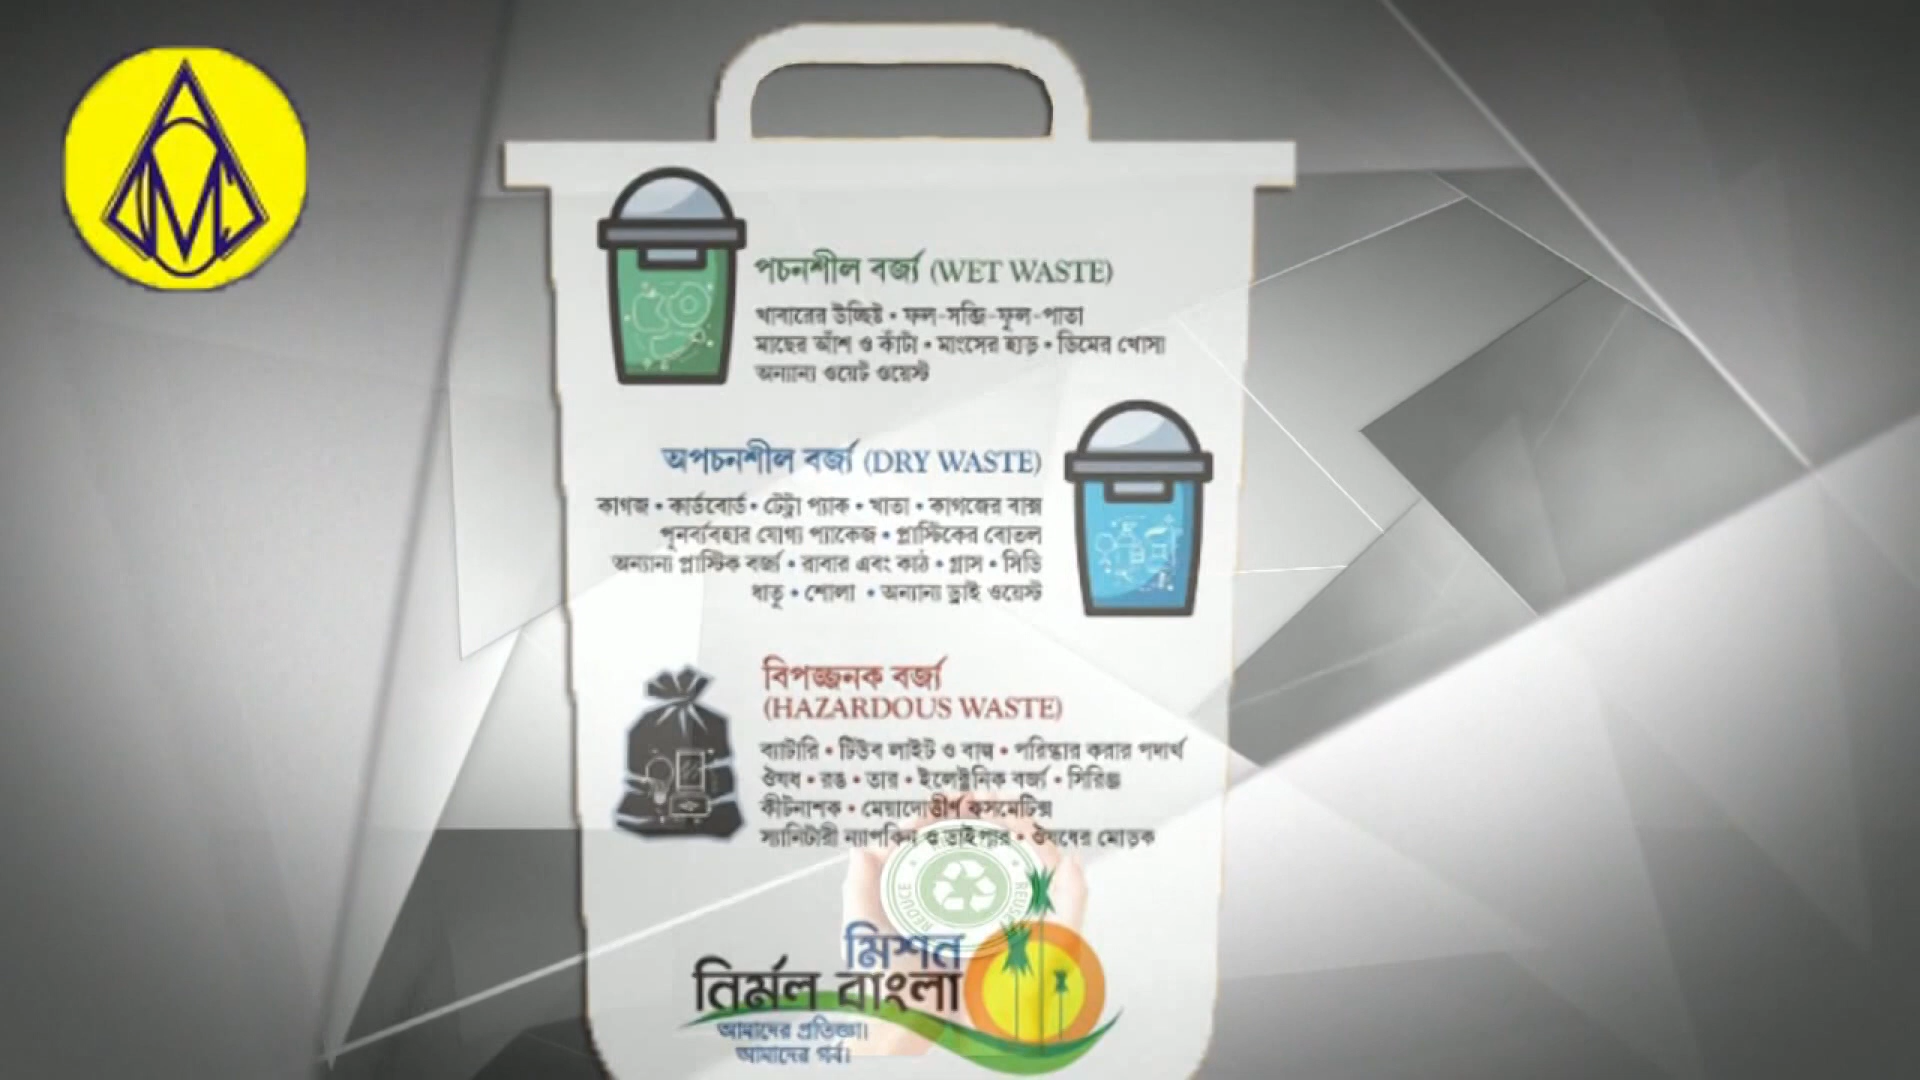 পচনশীল বর্জ্য (WET WASTE)
খাবারের উচ্ছিষ্ট • ফল-সব্জি-ফুল-পাতা
মাছের আঁশ ও কাঁটা • মাংসের হাড় • ডিমের খোসা
অন্যান্য ওয়েট ওয়েস্ট
অপচনশীল বর্জ্য (DRY WASTE)
কাগজ • কার্ডবোর্ড • টেট্রা প্যাক • খাতা • কাগজের বাক্স
পুনর্ব্যবহার যোগ্য প্যাকেজ • প্লাস্টিকের বোতল
অন্যান্য প্লাস্টিক বর্জ্য • রাবার এবং কাঠ • গ্লাস • সিডি
ধাতু • শোলা • অন্যান্য ড্রাই ওয়েস্ট
বিপজ্জনক বর্জ্য
(HAZARDOUS WASTE)
ব্যাটারি • টিউব লাইট ও বাল্ব • পরিষ্কার করার পদার্থ
ঔষধ • রঙ • তার • ইলেক্ট্রনিক বর্জ্য • সিরিঞ্জ
কীটনাশক • মেয়াদোত্তীর্ণ কসমেটিক্স
স্যানিটারী ন্যাপকিন ও ডাইপার • ঔষধের মোড়ক
REDUCE
REUSE
মিশন
নির্মল বাংলা
আমাদের প্রতিজ্ঞা।
আমাদের গর্ব।